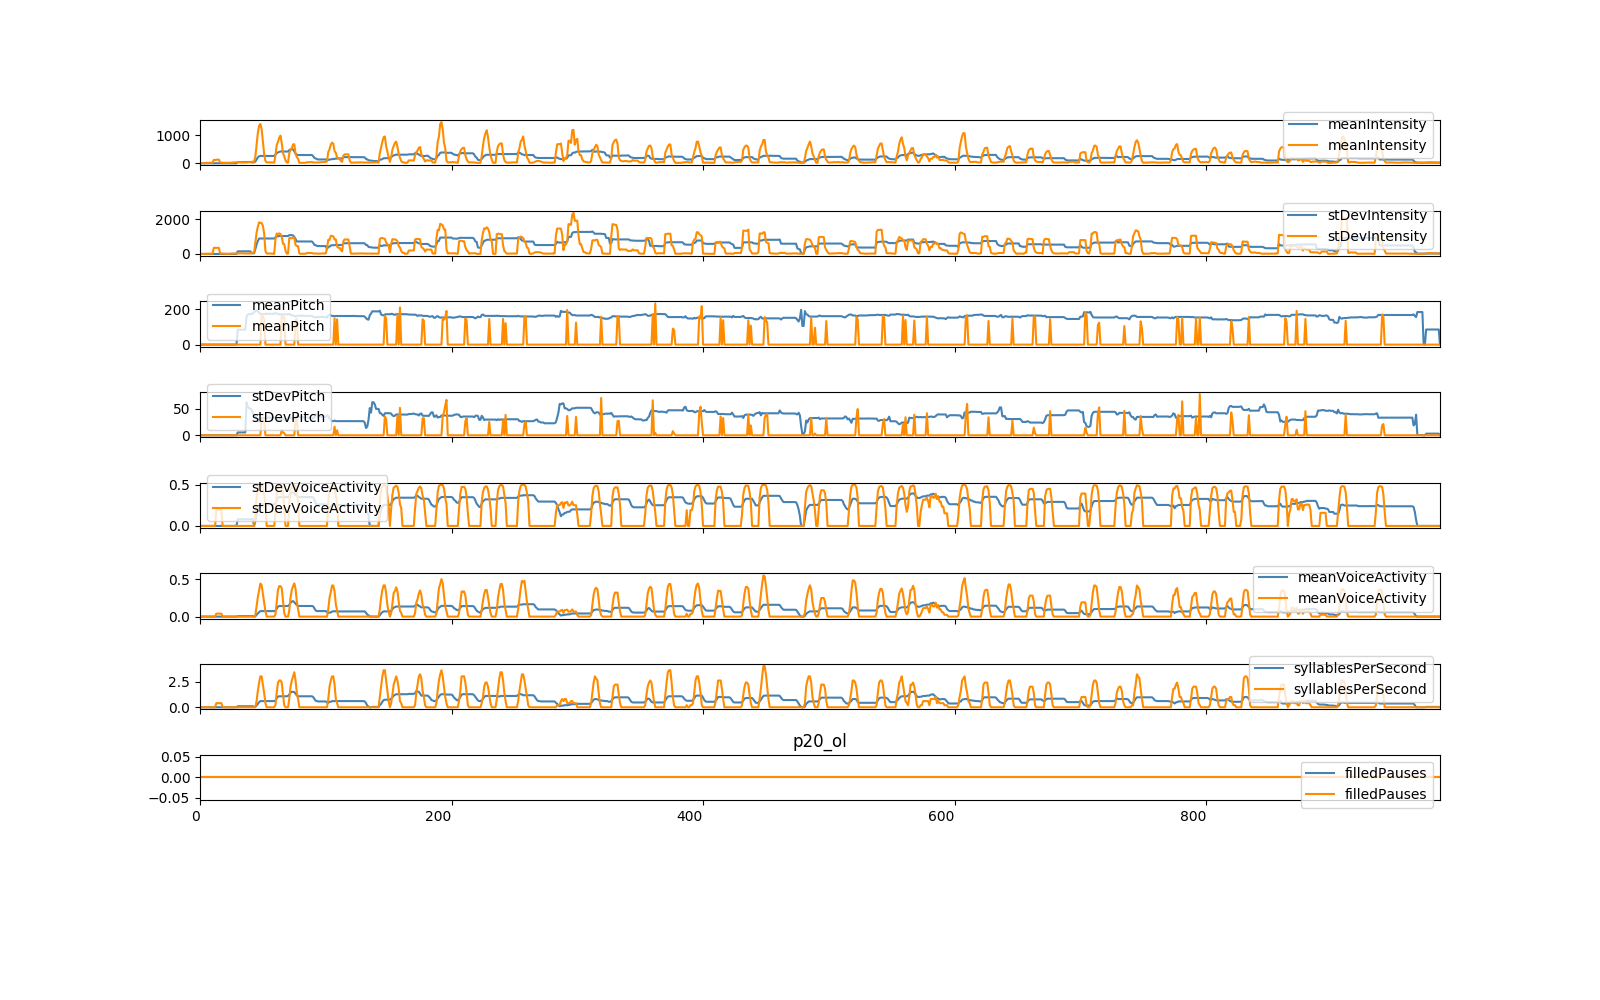 1000
0
meanIntensity
meanIntensity
2000
0
stDevIntensity
stDevIntensity
200
0
meanPitch
meanPitch
50
0
stDevPitch
stDevPitch
0.5
0.0
stDevVoiceActivity
stDevVoiceActivity
0.5
0.0
meanVoiceActivity
meanVoiceActivity
2.5
0.0
syllablesPerSecond
syllablesPerSecond
p20_ol
0.05
0.00
−0.05
filledPauses
filledPauses
0 200 400 600 800